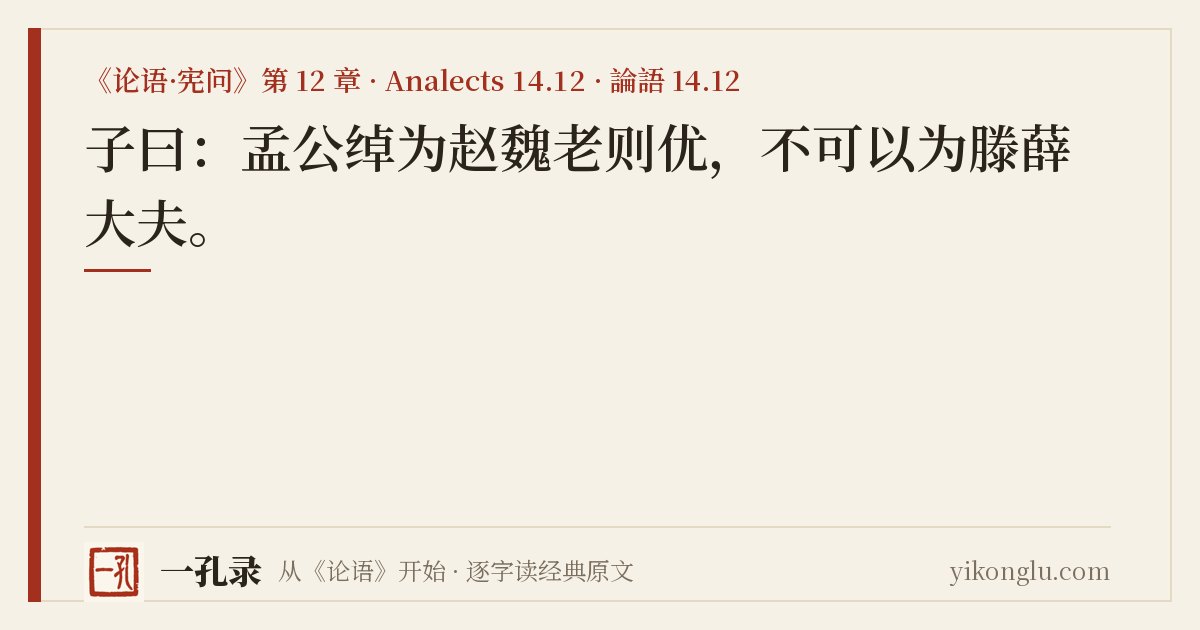 《论语·宪问》第 12 章 · Analects 14.12 · 論語 14.12
子曰：孟公绰为赵魏老则优，不可以为滕薛
大夫。
一孔
一孔录 从《论语》开始 · 逐字读经典原文 yikonglu.com